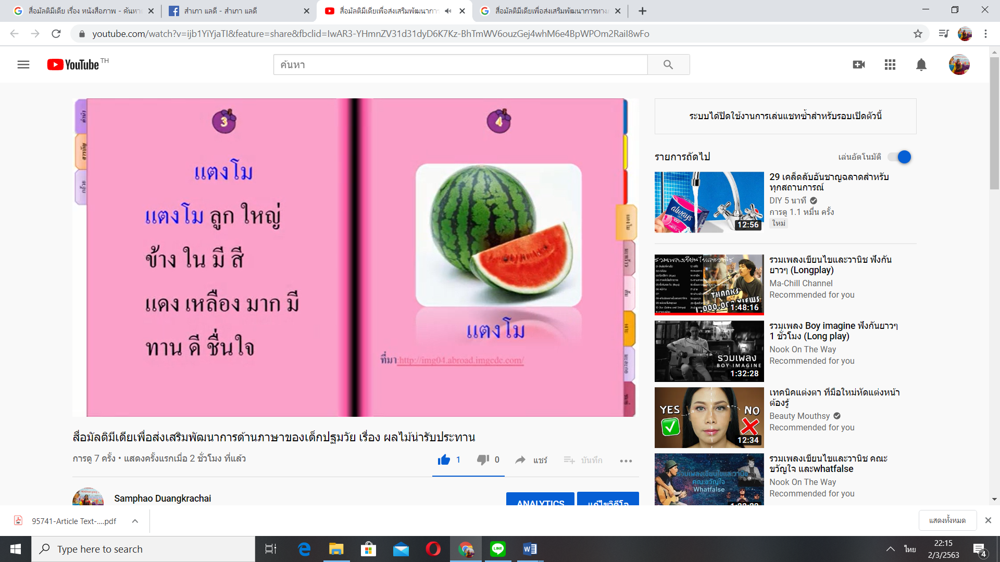 สื่อมัลติมีเดีย เรื่อง หนังสือภาพ - ค้นหาด้
สำเภา แลดี - สำเภา แลดี
สื่อมัลติมีเดียเพื่อส่งเสริมพัฒนาการ
สื่อมัลติมีเดียเพื่อส่งเสริมพัฒนาการทาง
youtube.com/watch?v=ijb1YiYjaTI&feature=share&fbclid=IwAR3-YHmnZV31d31dyD6K7Kz-BhTmWV6ouzGej4whM6e4BpWPOm2RaiI8wFo
YouTube TH
ค้นหา
3
แตงโม
แตงโม ลูก ใหญ่
ข้าง ใน มี สี
แดง เหลือง มาก มี
ทาน ดี ชื่นใจ
4
แตงโม
ที่มา:http://img04.abroad.imgcdc.com/
ระบบได้ปิดใช้งานการเล่นแชทซ้ำสำหรับรอบเปิดตัวนี้
รายการถัดไป
เล่นอัตโนมัติ
always
12:56
29 เคล็ดลับอันชาญฉลาดสำหรับ
ทุกสถานการณ์
DIY 5 นาที
การดู 1.1 หมื่น ครั้ง
ใหม่
รวมเพลงเขียนไขและวานิช
THANKS
1,000,000 VIEWS
1:48:16
รวมเพลงเขียนไขและวานิช ฟังกัน
ยาวๆ (Longplay)
Ma-Chill Channel
Recommended for you
รวมเพลง
BOY IMAGINE
1:32:28
รวมเพลง Boy imagine ฟังกันยาวๆ
1 ชั่วโมง (Long play)
Nook On The Way
Recommended for you
YES
NO
12:34
เทคนิคแต่งตา ที่มือใหม่หัดแต่งหน้า
ต้องรู้
Beauty Mouthsy
Recommended for you
รวมเพลงเขียนไขและวานิช
คณะขวัญใจ
Whatfalse
รวมเพลงเขียนไขและวานิช คณะ
ขวัญใจ และwhatfalse
Nook On The Way
Recommended for you
สื่อมัลติมีเดียเพื่อส่งเสริมพัฒนาการด้านภาษาของเด็กปฐมวัย เรื่อง ผลไม้น่ารับประทาน
การดู 7 ครั้ง • แสดงครั้งแรกเมื่อ 2 ชั่วโมง ที่แล้ว
1
0
แชร์
บันทึก
Samphao Duangkrachai
ANALYTICS
แก้ไขวิดีโอ
95741-Article Text-....pdf
แสดงทั้งหมด
Type here to search
ไทย
22:15
2/3/2563
4